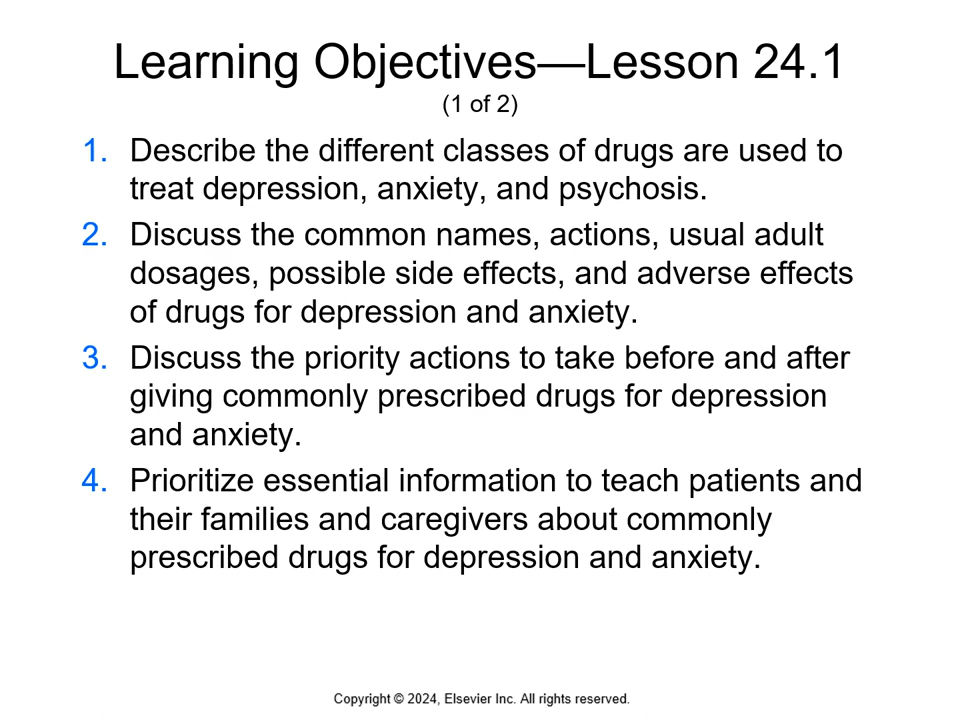 Learning Objectives—Lesson 24.1
(1 of 2)
1. Describe the different classes of drugs are used to
treat depression, anxiety, and psychosis.
2. Discuss the common names, actions, usual adult
dosages, possible side effects, and adverse effects
of drugs for depression and anxiety.
3. Discuss the priority actions to take before and after
giving commonly prescribed drugs for depression
and anxiety.
4. Prioritize essential information to teach patients and
their families and caregivers about commonly
prescribed drugs for depression and anxiety.
Copyright © 2024, Elsevier Inc. All rights reserved.